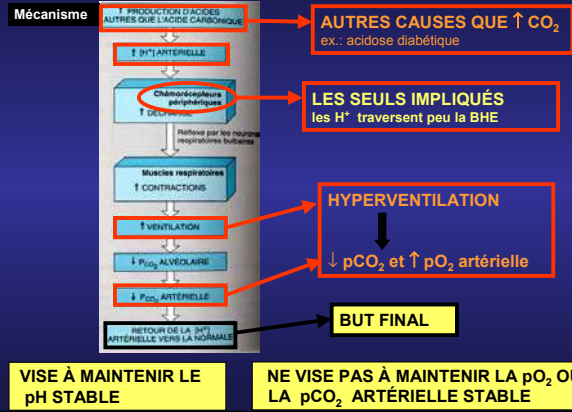 Mécanisme
↑ PRODUCTION D'ACIDES
AUTRES QUE L'ACIDE CARBONIQUE
↑ [H⁺] ARTÉRIELLE
Chémorécepteurs
périphériques
↑ DÉCHARGE
Réflexe par les neurones
respiratoires bulbaires
Muscles respiratoires
↑ CONTRACTIONS
↑ VENTILATION
↓ PCO₂ ALVÉOLAIRE
↓ PCO₂ ARTÉRIELLE
RETOUR DE LA [H⁺]
ARTÉRIELLE VERS LA NORMALE
AUTRES CAUSES QUE ↑ CO₂
ex.: acidose diabétique
LES SEULS IMPLIQUÉS
les H⁺ traversent peu la BHE
HYPERVENTILATION
↓ pCO₂ et ↑ pO₂ artérielle
BUT FINAL
VISE À MAINTENIR LE
pH STABLE
NE VISE PAS À MAINTENIR LA pO₂ OU
LA pCO₂ ARTÉRIELLE STABLE